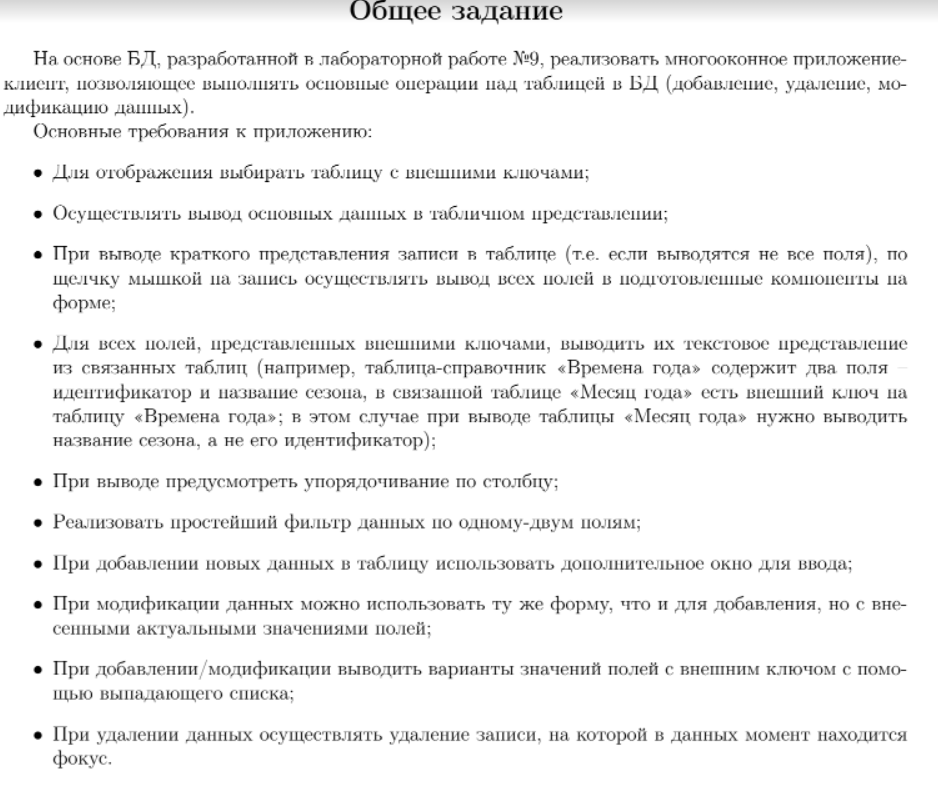 Общее задание
На основе БД, разработанной в лабораторной работе №9, реализовать многооконное приложение-
клиент, позволяющее выполнять основные операции над таблицей в БД (добавление, удаление, мо-
дификацию данных).
Основные требования к приложению:
• Для отображения выбирать таблицу с внешними ключами;
• Осуществлять вывод основных данных в табличном представлении;
• При выводе краткого представления записи в таблице (т.е. если выводятся не все поля), по
щелчку мышкой на запись осуществлять вывод всех полей в подготовленные компоненты на
форме;
• Для всех полей, представленных внешними ключами, выводить их текстовое представление
из связанных таблиц (например, таблица-справочник «Времена года» содержит два поля –
идентификатор и название сезона, в связанной таблице «Месяц года» есть внешний ключ на
таблицу «Времена года»; в этом случае при выводе таблицы «Месяц года» нужно выводить
название сезона, а не его идентификатор);
• При выводе предусмотреть упорядочивание по столбцу;
• Реализовать простейший фильтр данных по одному-двум полям;
• При добавлении новых данных в таблицу использовать дополнительное окно для ввода;
• При модификации данных можно использовать ту же форму, что и для добавления, но с вне-
сенными актуальными значениями полей;
• При добавлении/модификации выводить варианты значений полей с внешним ключом с помо-
щью выпадающего списка;
• При удалении данных осуществлять удаление записи, на которой в данных момент находится
фокус.